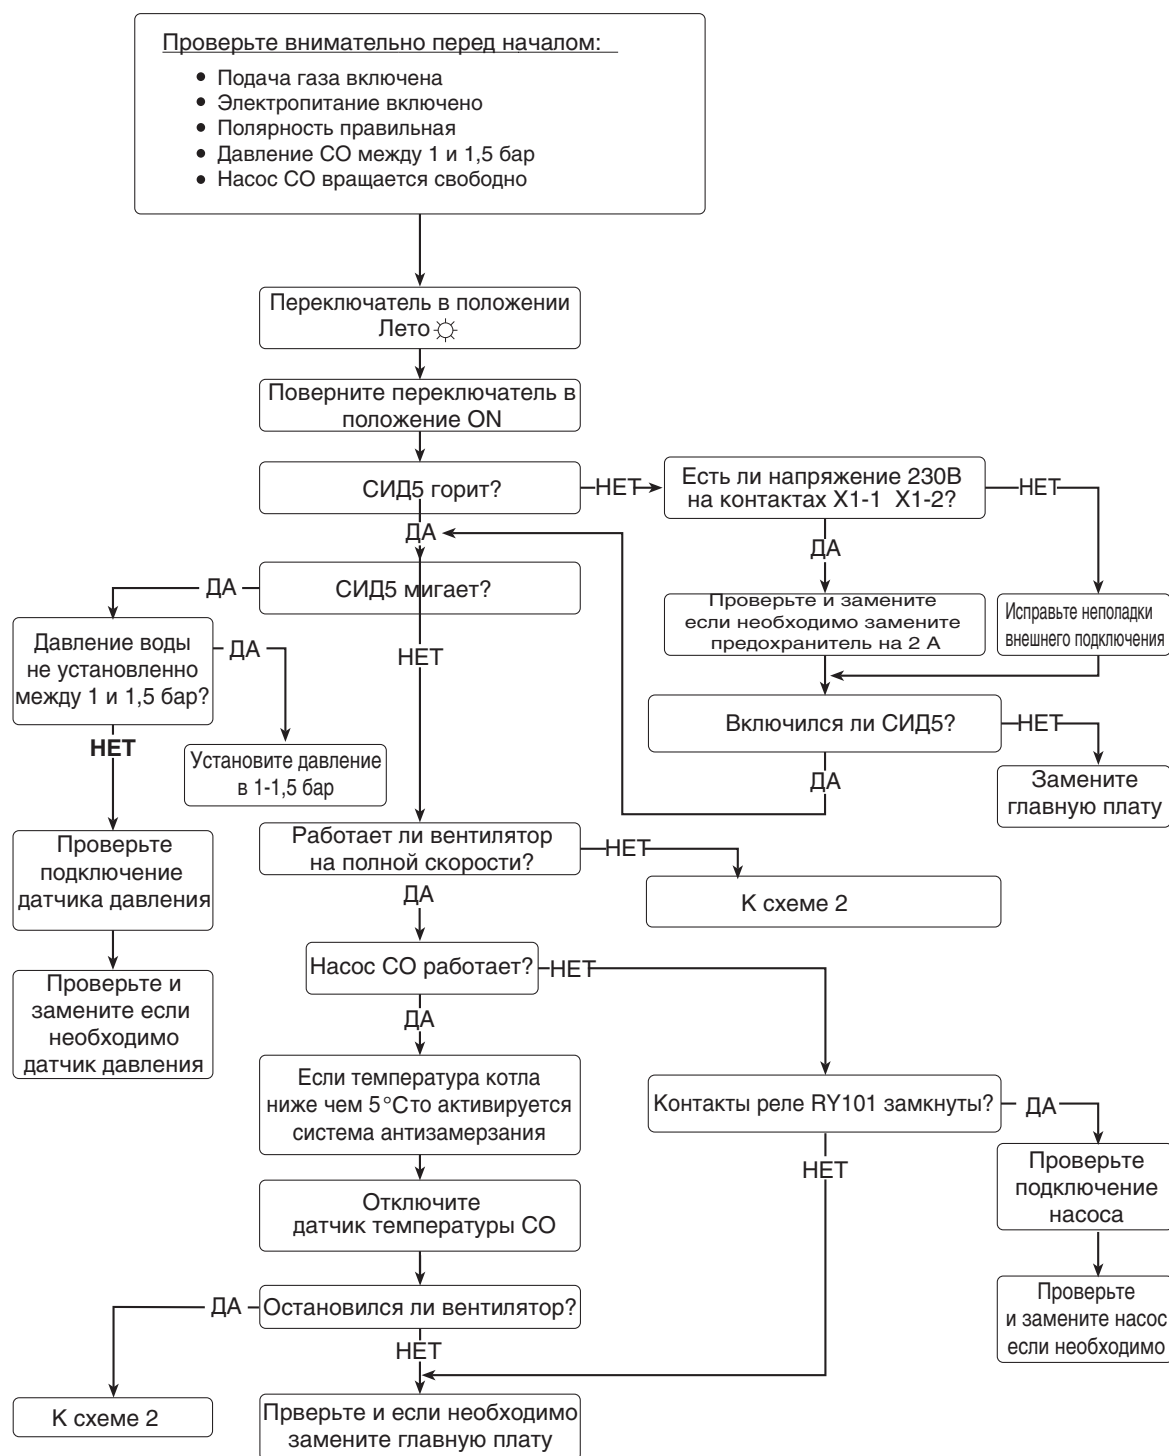 Проверьте внимательно перед началом:
• Подача газа включена
• Электропитание включено
• Полярность правильная
• Давление СО между 1 и 1,5 бар
• Насос СО вращается свободно
Переключатель в положении
Лето
Поверните переключатель в
положение ON
СИД5 горит?
НЕТ
Есть ли напряжение 230В
на контактах X1-1 X1-2?
НЕТ
ДА
ДА
СИД5 мигает?
ДА
Проверьте и замените
если необходимо замените
предохранитель на 2 А
Исправьте неполадки
внешнего подключения
Давление воды
не установленно
между 1 и 1,5 бар?
ДА
НЕТ
НЕТ
Установите давление
в 1-1,5 бар
Включился ли СИД5?
НЕТ
ДА
Замените
главную плату
Проверьте
подключение
датчика давления
Работает ли вентилятор
на полной скорости?
НЕТ
К схеме 2
ДА
Проверьте и
замените если
необходимо
датчик давления
Насос СО работает?
НЕТ
ДА
Если температура котла
ниже чем 5°Сто активируется
система антизамерзания
Контакты реле RY101 замкнуты?
ДА
НЕТ
Проверьте
подключение
насоса
Отключите
датчик температуры СО
Проверьте
и замените насос
если необходимо
Остановился ли вентилятор?
ДА
НЕТ
К схеме 2
Прверьте и если необходимо
замените главную плату